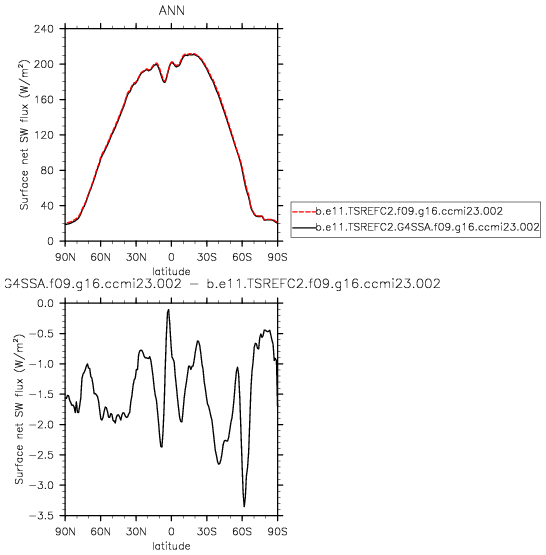 ANN
240
200
160
120
80
40
0
Surface net SW flux (W/m²)
90N 60N 30N 0 30S 60S 90S
latitude
b.e11.TSREFC2.f09.g16.ccmi23.002
b.e11.TSREFC2.G4SSA.f09.g16.ccmi23.002
G4SSA.f09.g16.ccmi23.002 − b.e11.TSREFC2.f09.g16.ccmi23.002
0.0
−0.5
−1.0
−1.5
−2.0
−2.5
−3.0
−3.5
Surface net SW flux (W/m²)
90N 60N 30N 0 30S 60S 90S
latitude